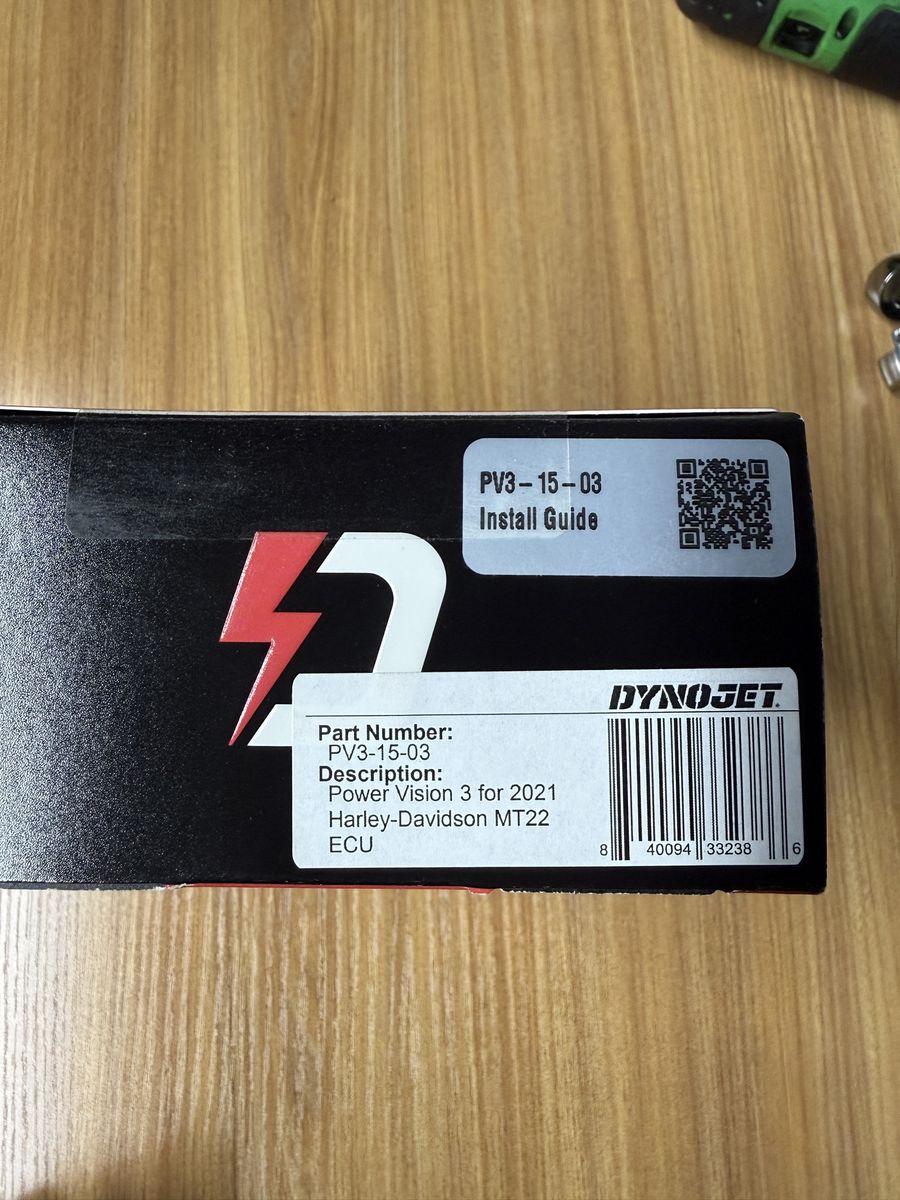 PV3-15-03
Install Guide
DYNOJET
Part Number:
PV3-15-03
Description:
Power Vision 3 for 2021
Harley-Davidson MT22
ECU
8 40094 33238 6